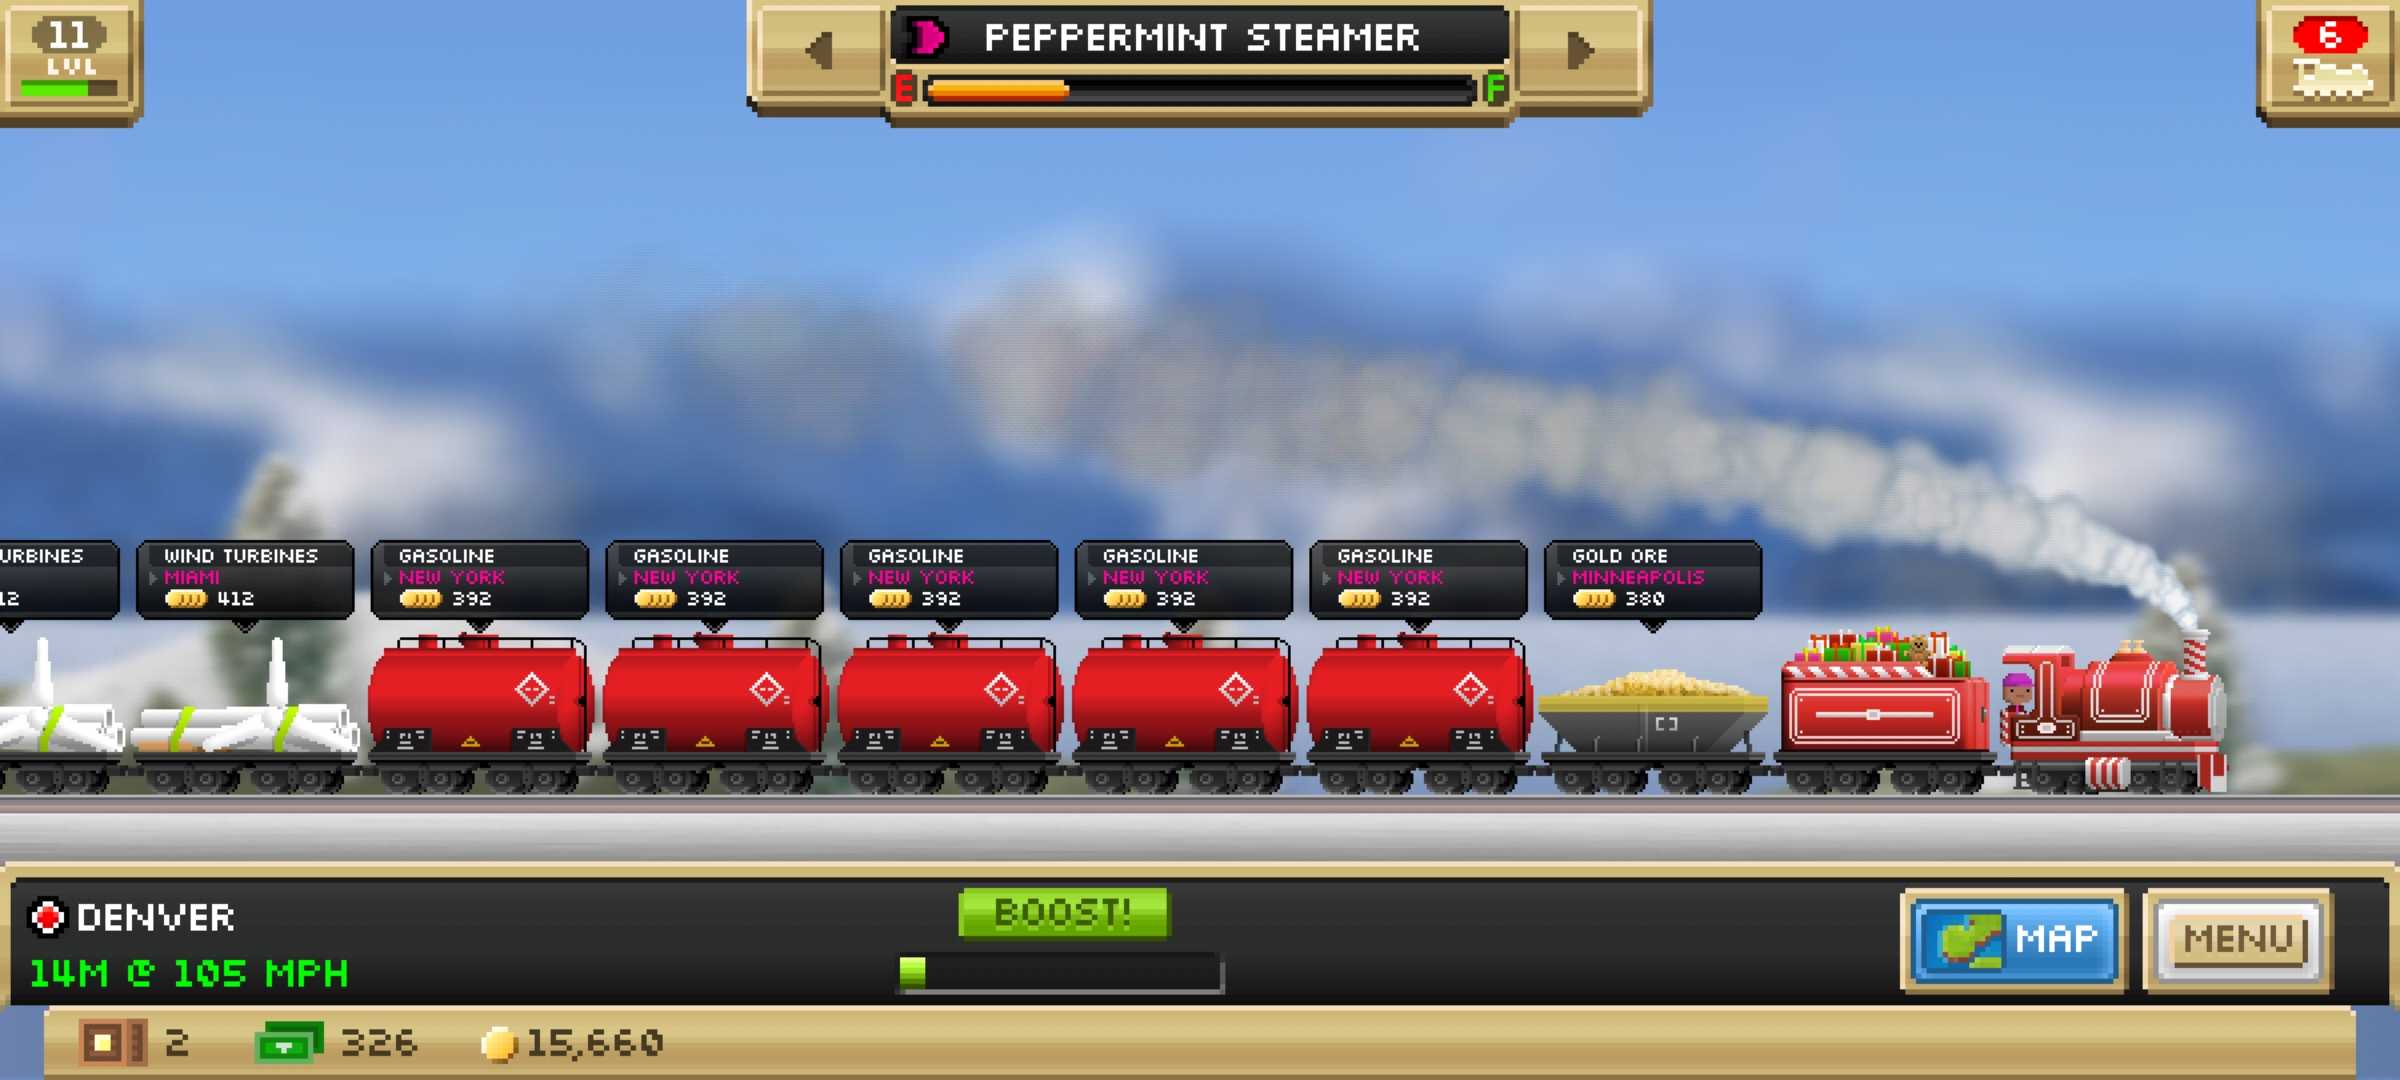 11
LVL
PEPPERMINT STEAMER
E
F
6
URBINES
12
WIND TURBINES
MIAMI
412
GASOLINE
NEW YORK
392
GASOLINE
NEW YORK
392
GASOLINE
NEW YORK
392
GASOLINE
NEW YORK
392
GASOLINE
NEW YORK
392
GOLD ORE
MINNEAPOLIS
380
DENVER
14M @ 105 MPH
BOOST!
MAP
MENU
2
326
15,660